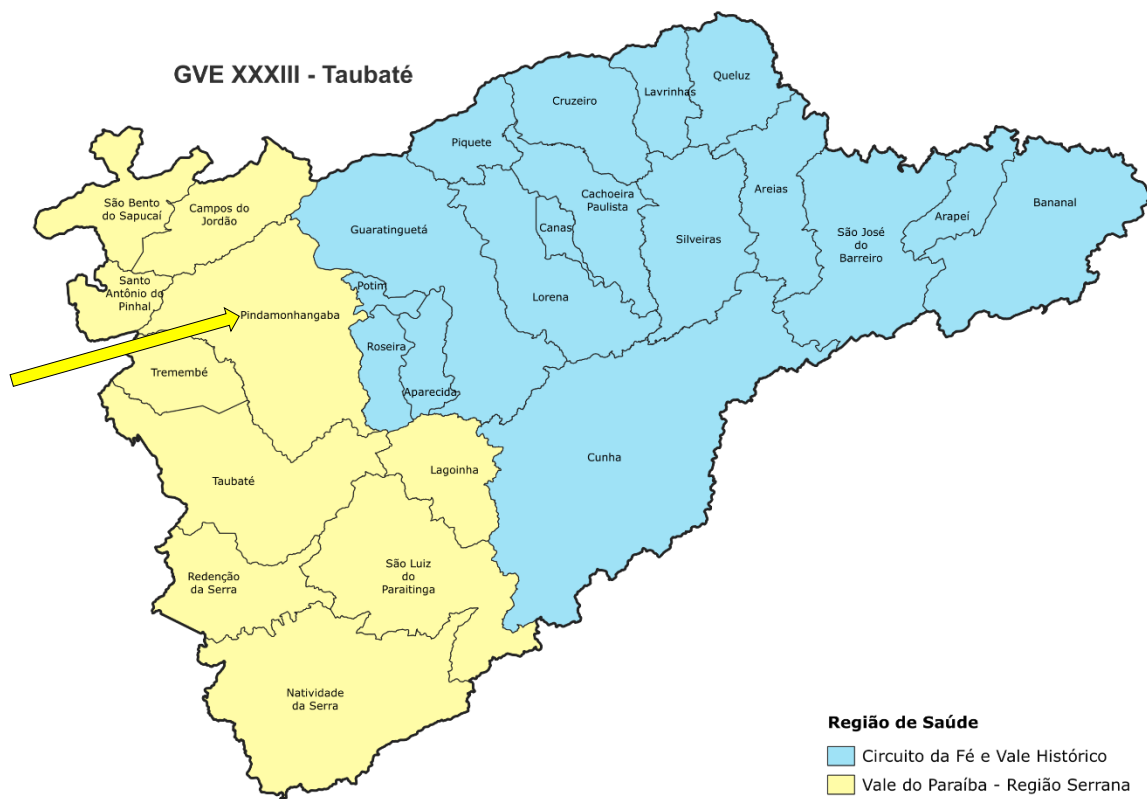 GVE XXXIII - Taubaté
Queluz
Lavrinhas
Cruzeiro
Piquete
Cachoeira
Paulista
Areias
São Bento
do Sapucaí
Campos do
Jordão
Guaratinguetá
Canas
Silveiras
São José
do
Barreiro
Arapeí
Bananal
Santo
Antônio do
Pinhal
Potim
Lorena
Pindamonhangaba
Roseira
Tremembé
Aparecida
Cunha
Lagoinha
Taubaté
São Luiz
do
Paraitinga
Redenção
da Serra
Natividade
da Serra
Região de Saúde
Circuito da Fé e Vale Histórico
Vale do Paraíba - Região Serrana